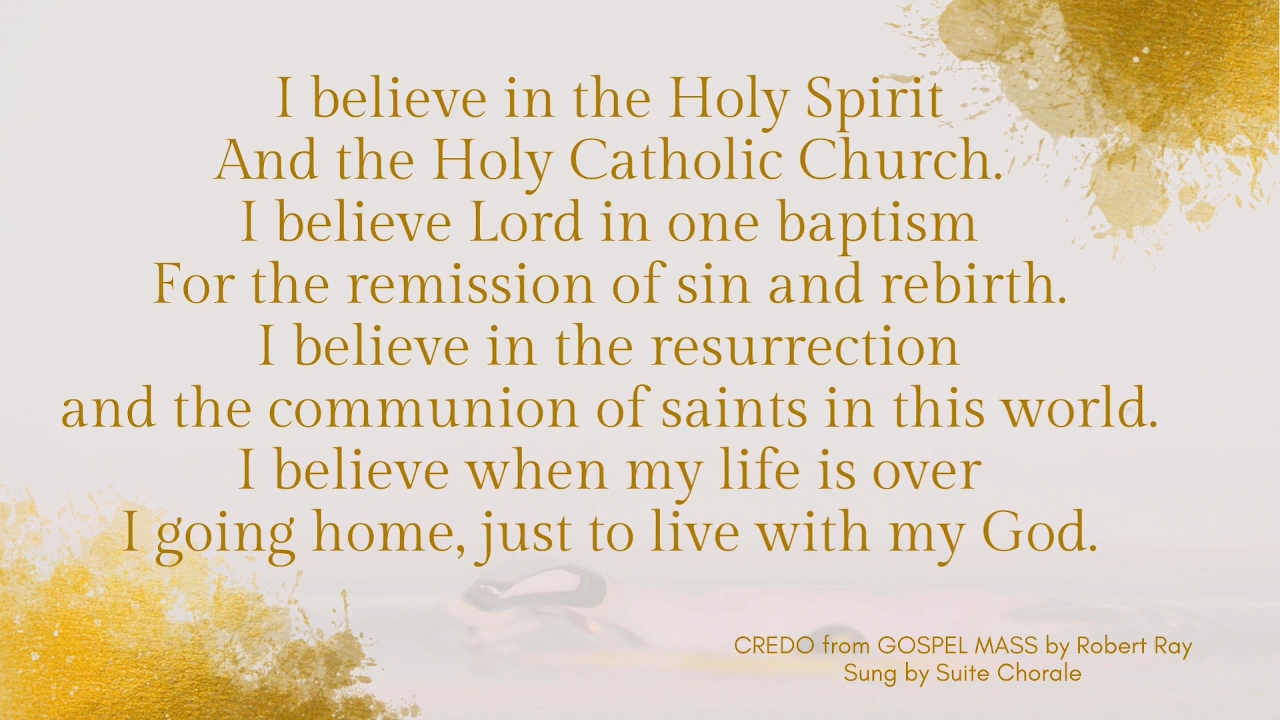 I believe in the Holy Spirit
And the Holy Catholic Church.
I believe Lord in one baptism
For the remission of sin and rebirth.
I believe in the resurrection
and the communion of saints in this world.
I believe when my life is over
I going home, just to live with my God.
CREDO from GOSPEL MASS by Robert Ray
Sung by Suite Chorale